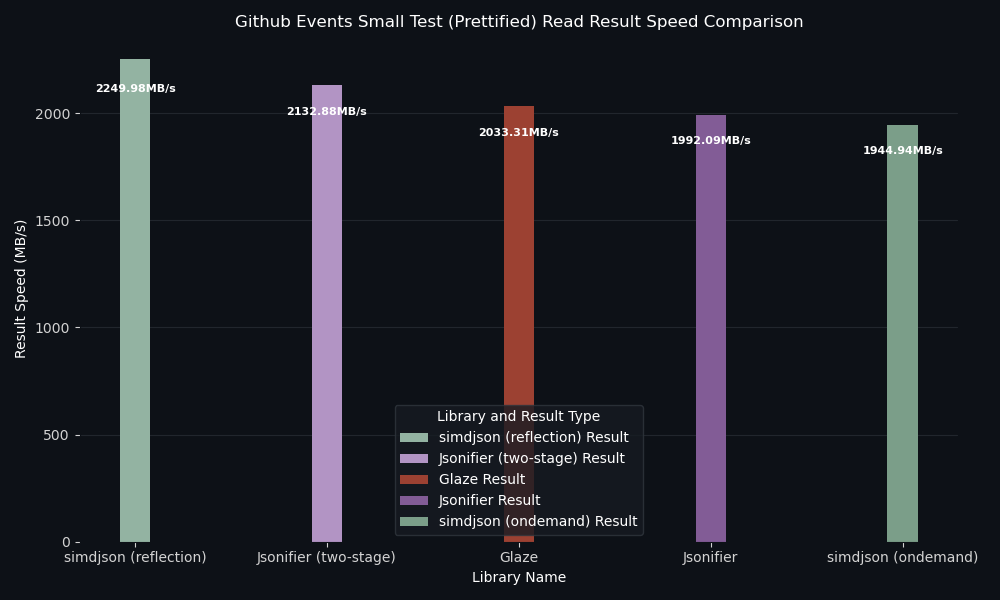 Github Events Small Test (Prettified) Read Result Speed Comparison
Result Speed (MB/s)
2000
1500
1000
500
0
2249.98MB/s
2132.88MB/s
2033.31MB/s
1992.09MB/s
1944.94MB/s
Library and Result Type
simdjson (reflection) Result
Jsonifier (two-stage) Result
Glaze Result
Jsonifier Result
simdjson (ondemand) Result
simdjson (reflection)
Jsonifier (two-stage)
Glaze
Jsonifier
simdjson (ondemand)
Library Name